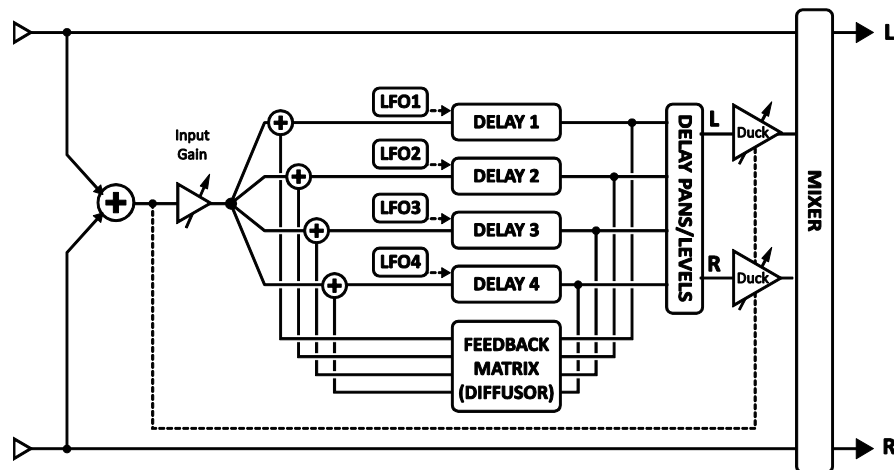 L
Input
Gain
LFO1
DELAY 1
LFO2
DELAY 2
LFO3
DELAY 3
LFO4
DELAY 4
FEEDBACK
MATRIX
(DIFFUSOR)
DELAY PANS/LEVELS
L
Duck
R
Duck
MIXER
R